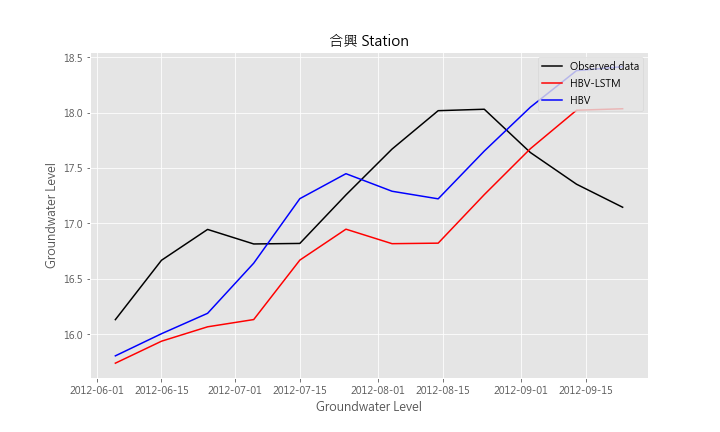 合興 Station
Observed data
HBV-LSTM
HBV
Groundwater Level
18.5
18.0
17.5
17.0
16.5
16.0
2012-06-01 2012-06-15 2012-07-01 2012-07-15 2012-08-01 2012-08-15 2012-09-01 2012-09-15
Groundwater Level